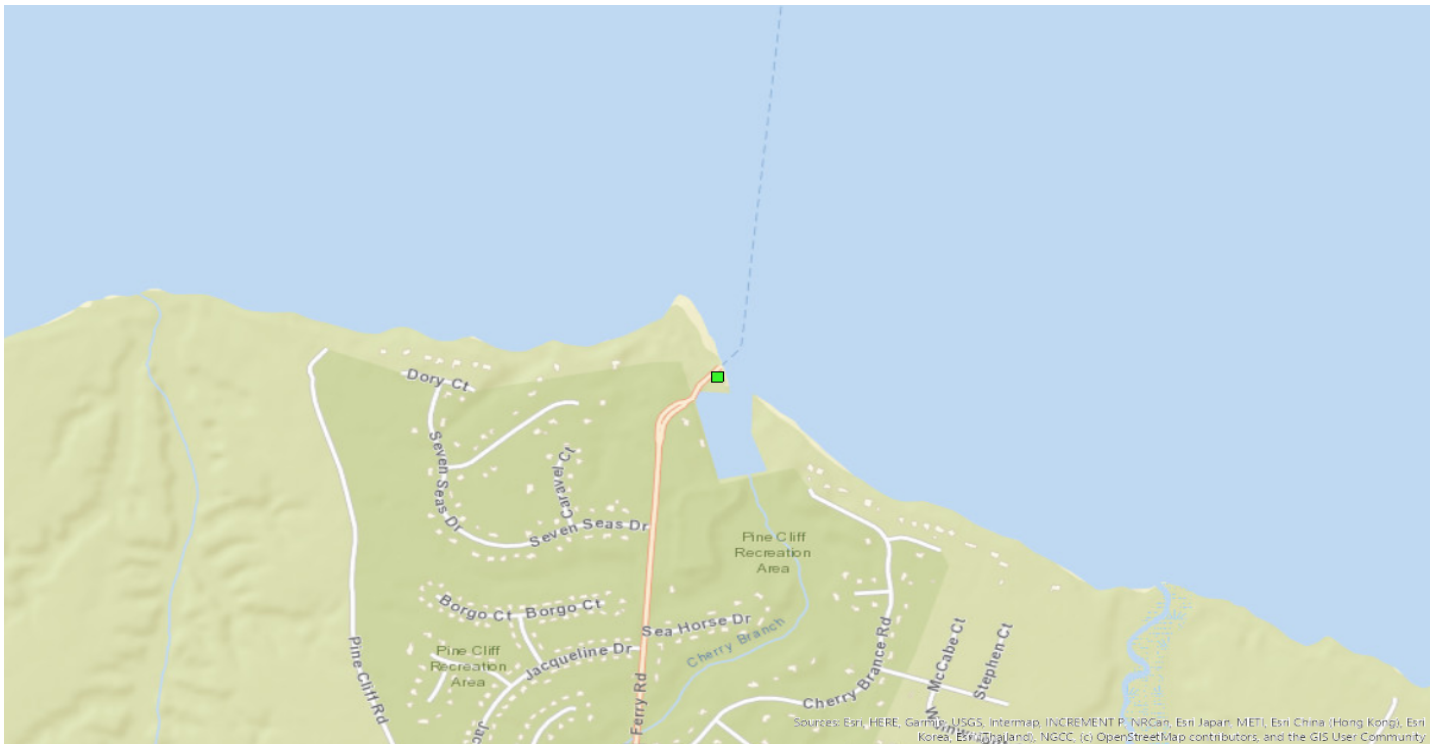 Dory Ct
Seven Seas Dr
Caravel Ct
Seven Seas Dr
Pine Cliff
Recreation
Area
Borgo Ct
Borgo Ct
Sea Horse Dr
Cherry Branch
Pine Cliff Rd
Pine Cliff
Recreation
Area
Jacqueline Dr
Ferry Rd
Cherry Brance Rd
McCabe Ct
Stephen Ct
Sources: Esri, HERE, Garmin, USGS, Intermap, INCREMENT P, NRCan, Esri Japan, METI, Esri China (Hong Kong), Esri
Korea, Esri (Thailand), NGCC, (c) OpenStreetMap contributors, and the GIS User Community